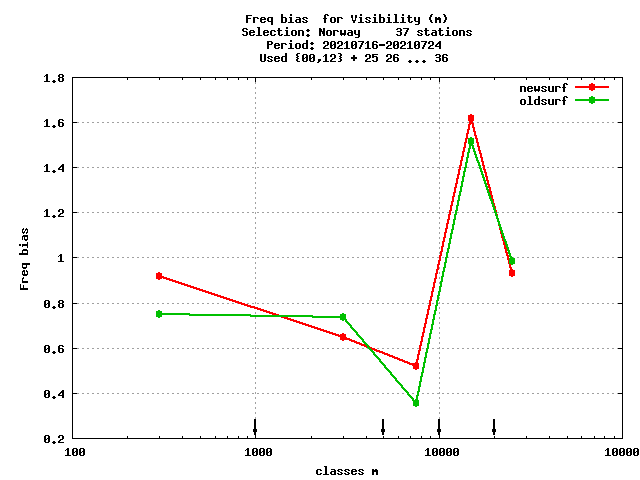 Freq bias  for Visibility (m)
Selection: Norway     37 stations
Period: 20210716-20210724
Used {00,12} + 25 26 ... 36
newsurf
oldsurf
1.8
1.6
1.4
1.2
1
0.8
0.6
0.4
0.2
Freq bias
100
1000
10000
10000
classes m